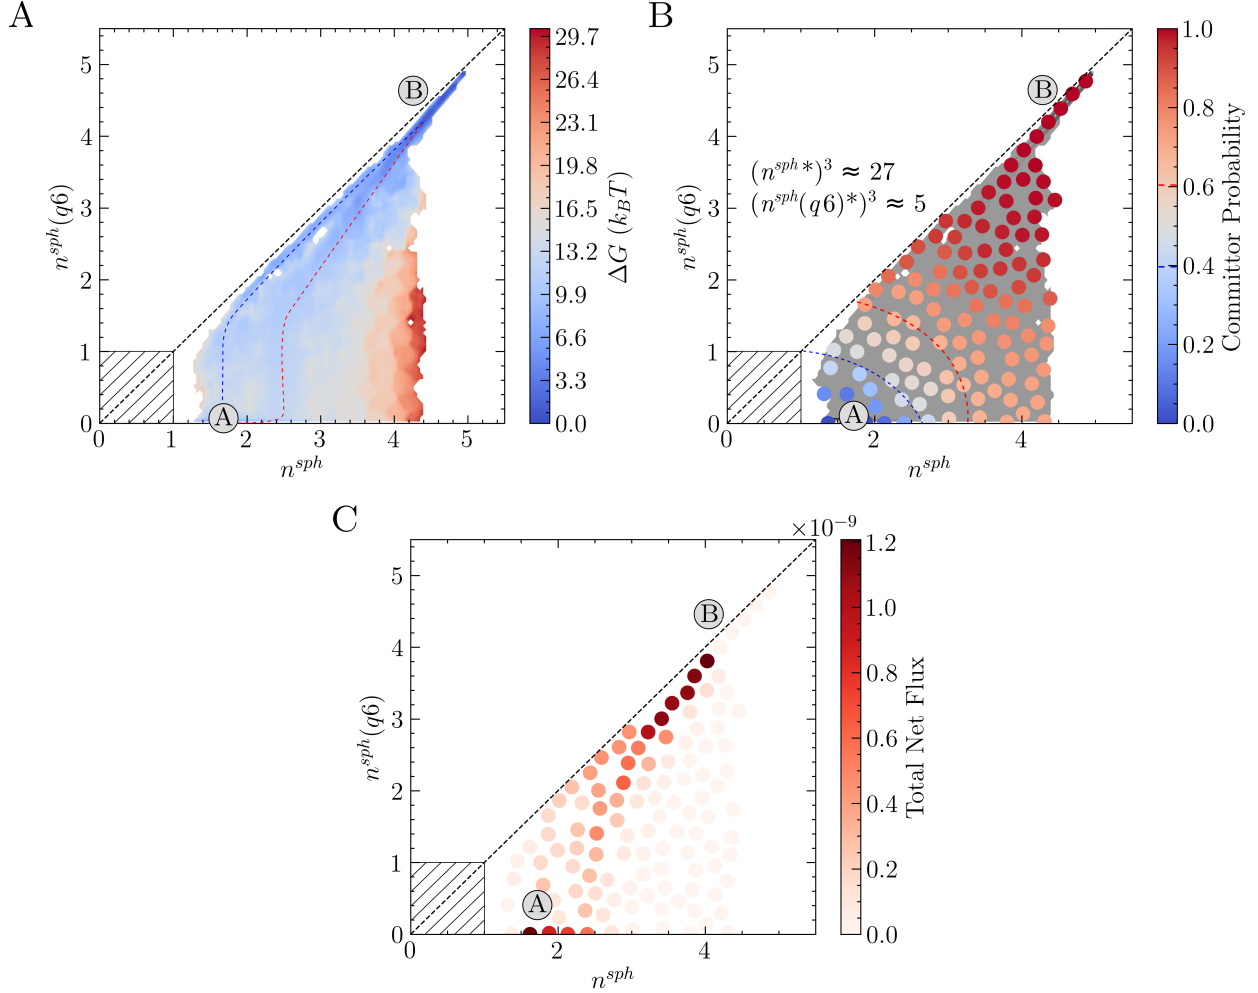 A
5
4
3
2
1
0
0
1
2
3
4
5
n^{sph}(q6)
n^{sph}
A
B
29.7
26.4
23.1
19.8
16.5
13.2
9.9
6.6
3.3
0.0
ΔG (k_BT)
B
5
4
3
2
1
0
0
2
4
n^{sph}(q6)
n^{sph}
(n^{sph}*)^3 ≈ 27
(n^{sph}(q6)*)^3 ≈ 5
A
B
1.0
0.8
0.6
0.4
0.2
0.0
Committor Probability
C
5
4
3
2
1
0
0
2
4
n^{sph}(q6)
n^{sph}
A
B
×10^{-9}
1.2
1.0
0.8
0.6
0.4
0.2
0.0
Total Net Flux